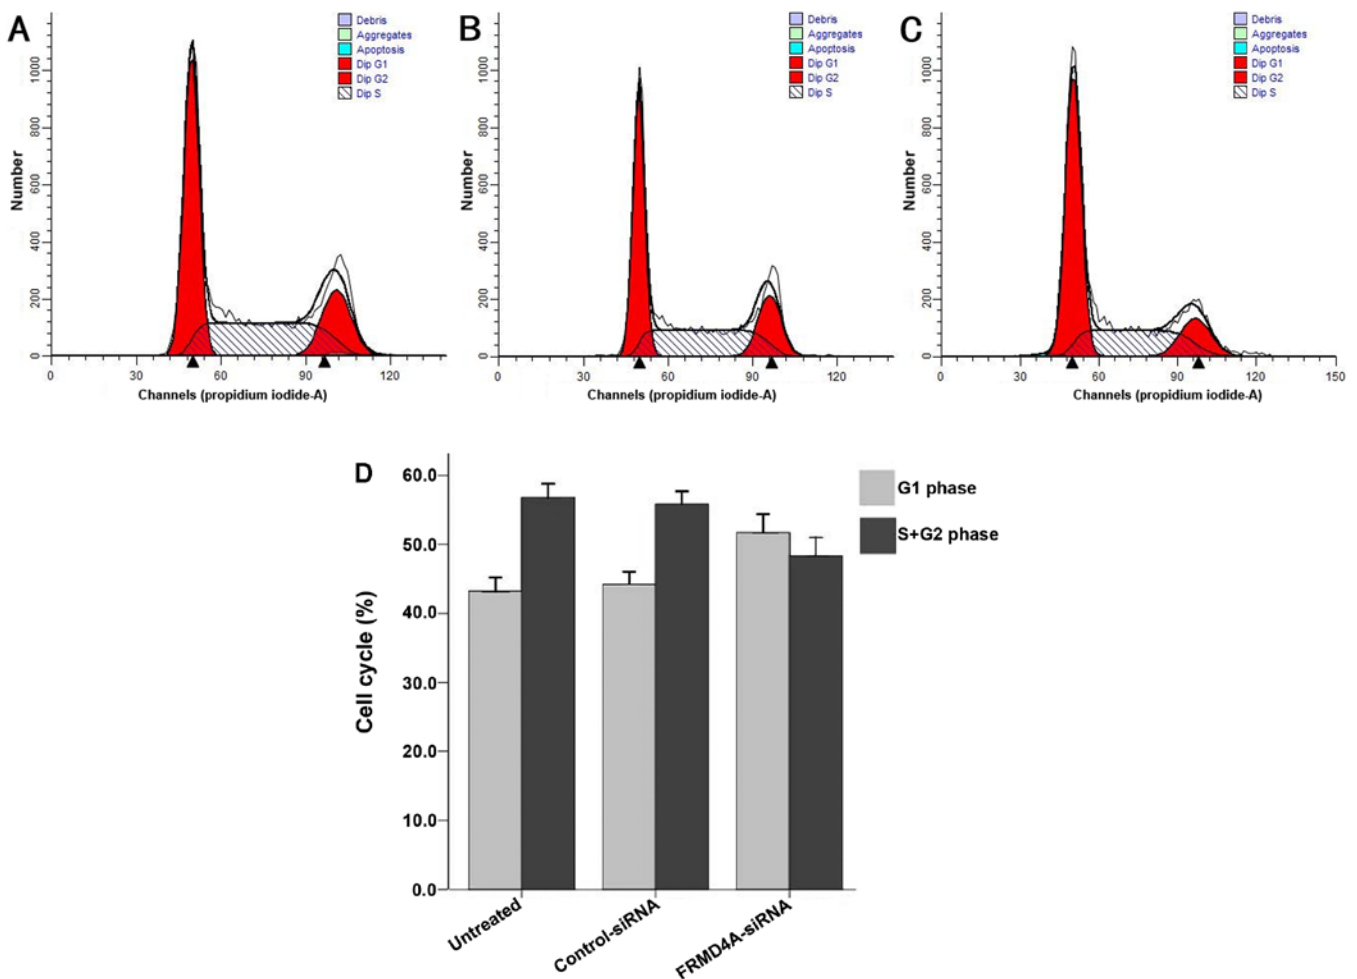 A
Number
1000
800
600
400
200
0
Debris
Aggregates
Apoptosis
Dip G1
Dip G2
Dip S
0 30 60 90 120
Channels (propidium iodide-A)
B
Number
1000
800
600
400
200
0
Debris
Aggregates
Apoptosis
Dip G1
Dip G2
Dip S
0 30 60 90 120
Channels (propidium iodide-A)
C
Number
1000
800
600
400
200
0
Debris
Aggregates
Apoptosis
Dip G1
Dip G2
Dip S
0 30 60 90 120 150
Channels (propidium iodide-A)
D
Cell cycle (%)
60.0
50.0
40.0
30.0
20.0
10.0
0.0
Untreated
Control-siRNA
FRMD4A-siRNA
G1 phase
S+G2 phase